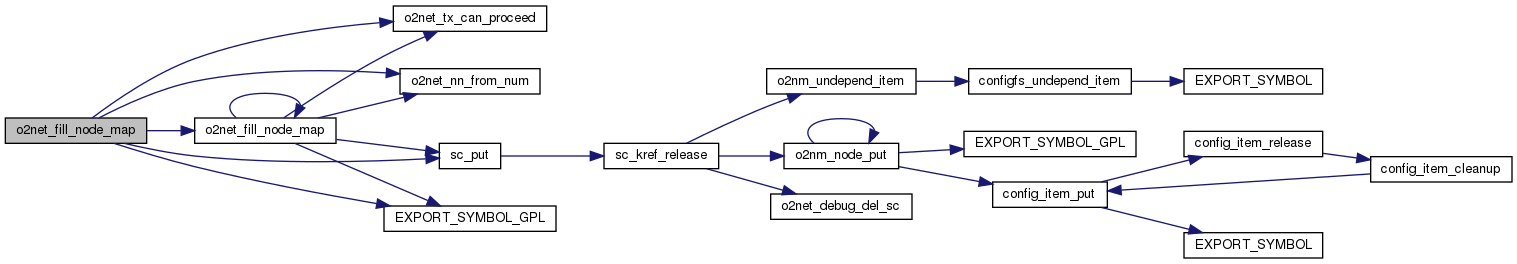 o2net_tx_can_proceed
o2net_nn_from_num
o2net_fill_node_map
o2net_fill_node_map
sc_put
EXPORT_SYMBOL_GPL
sc_kref_release
o2nm_undepend_item
o2nm_node_put
o2net_debug_del_sc
configfs_undepend_item
EXPORT_SYMBOL_GPL
config_item_put
EXPORT_SYMBOL
config_item_release
EXPORT_SYMBOL
config_item_cleanup